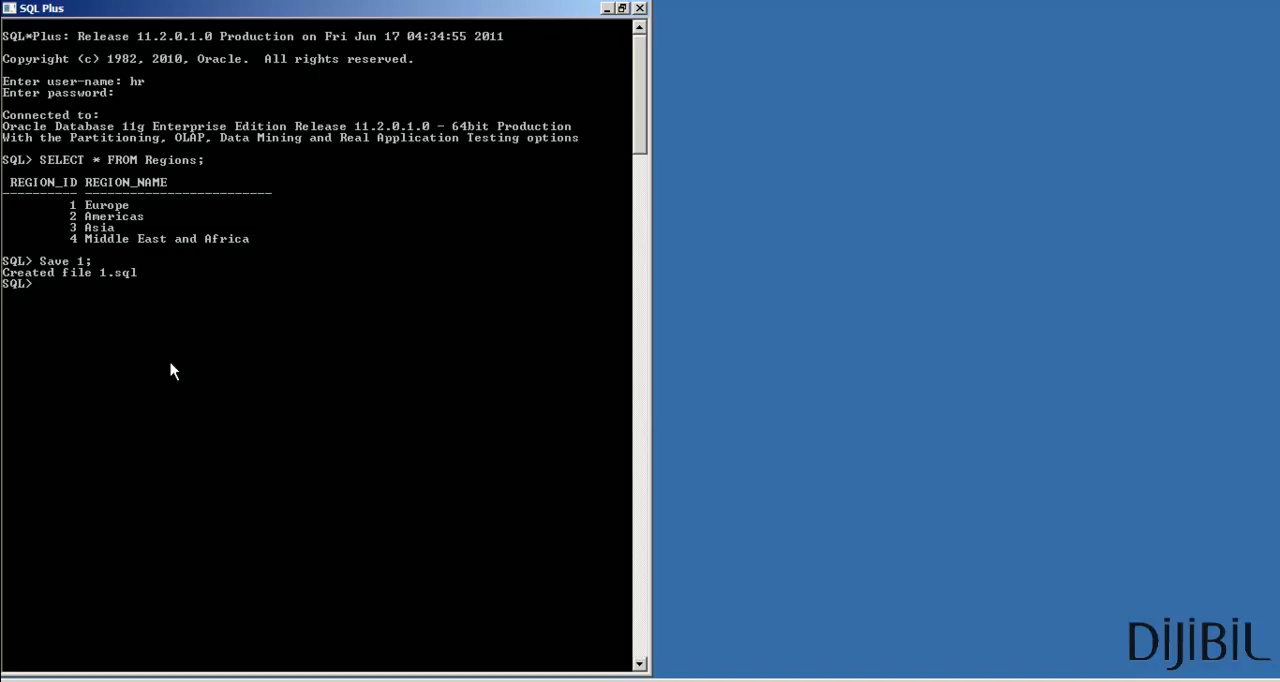 SQL Plus
SQL*Plus: Release 11.2.0.1.0 Production on Fri Jun 17 04:34:55 2011
Copyright (c) 1982, 2010, Oracle.  All rights reserved.
Enter user-name: hr
Enter password:
Connected to:
Oracle Database 11g Enterprise Edition Release 11.2.0.1.0 - 64bit Production
With the Partitioning, OLAP, Data Mining and Real Application Testing options
SQL> SELECT * FROM Regions;
REGION_ID REGION_NAME
---------- -------------------------
1 Europe
2 Americas
3 Asia
4 Middle East and Africa
SQL> Save 1;
Created file 1.sql
SQL>
DiJiBiL